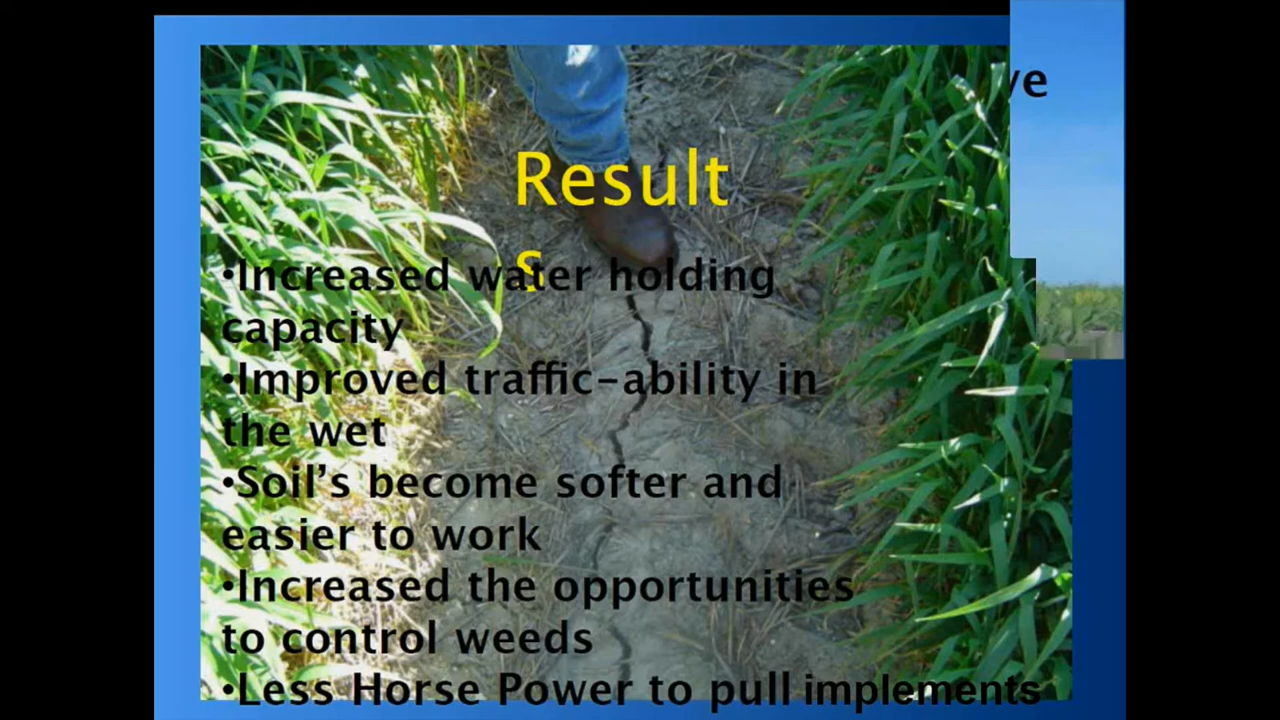 Result
s
•Increased water holding
capacity
•Improved traffic-ability in
the wet
•Soil's become softer and
easier to work
•Increased the opportunities
to control weeds
•Less Horse Power to pull implements